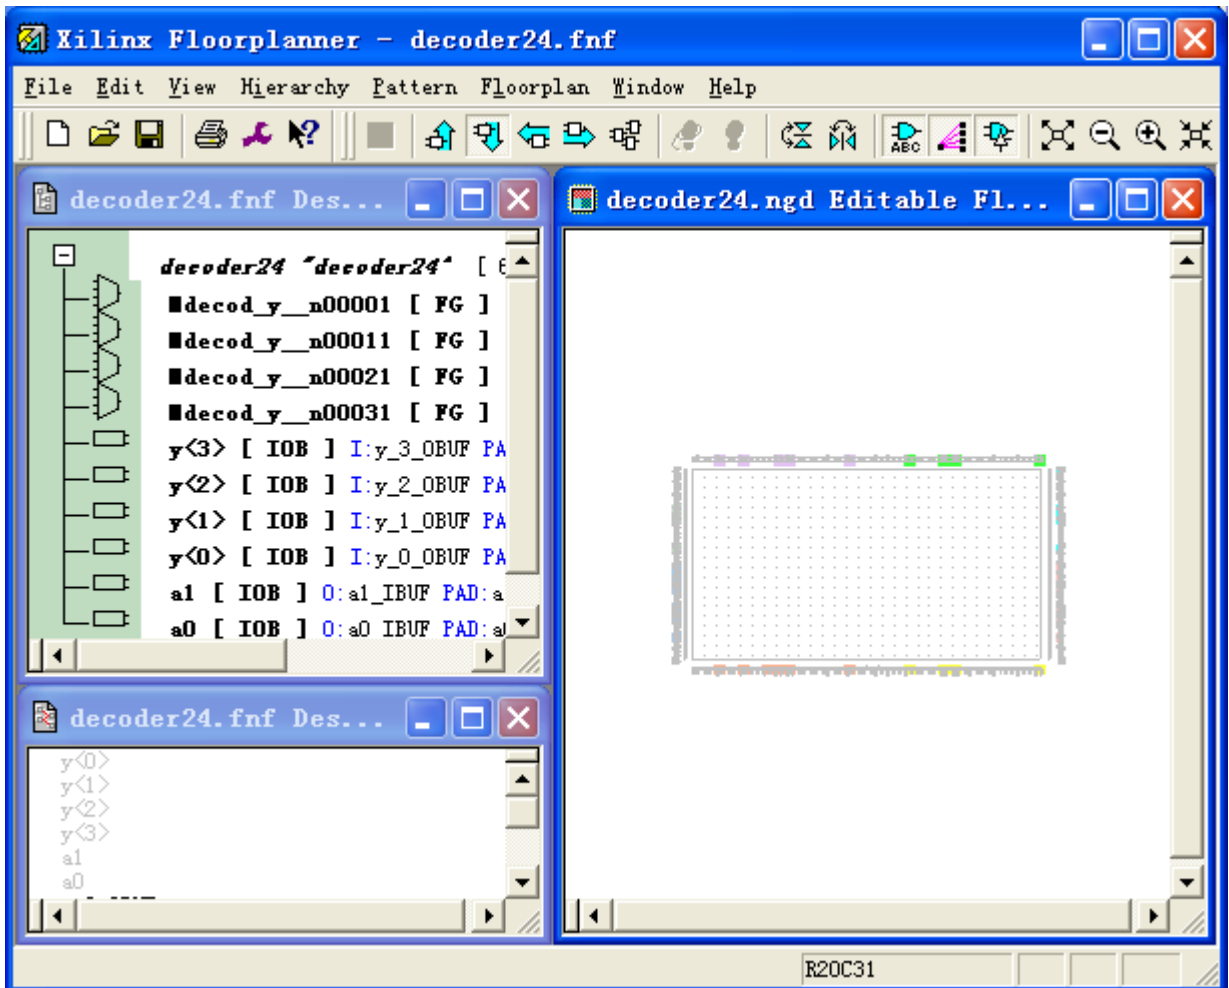 Xilinx Floorplanner - decoder24.fnf
File Edit View Hierarchy Pattern Floorplan Window Help
ABC
decoder24.fnf Des...
decoder24 "decoder24" [ 6
decod_y__n00001 [ FG ]
decod_y__n00011 [ FG ]
decod_y__n00021 [ FG ]
decod_y__n00031 [ FG ]
y<3> [ IOB ] I:y_3_OBUF PA
y<2> [ IOB ] I:y_2_OBUF PA
y<1> [ IOB ] I:y_1_OBUF PA
y<0> [ IOB ] I:y_0_OBUF PA
a1 [ IOB ] O:a1_IBUF PAD:a
a0 [ IOB ] O:a0_IBUF PAD:a
decoder24.fnf Des...
y<0>
y<1>
y<2>
y<3>
a1
a0
decoder24.ngd Editable Fl...
R20C31